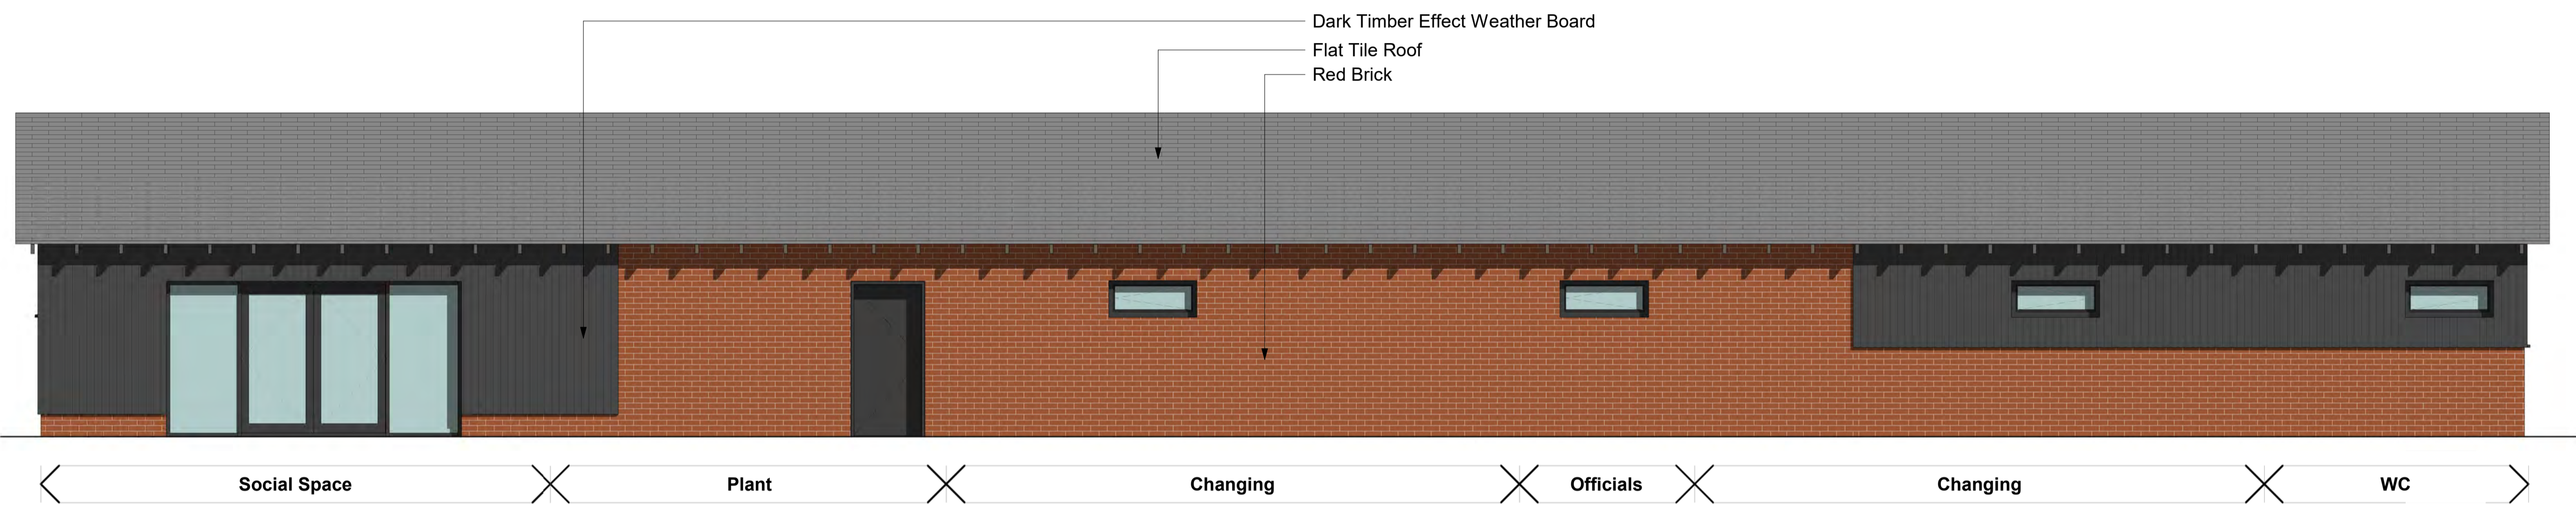 Dark Timber Effect Weather Board
Flat Tile Roof
Red Brick
Social Space
Plant
Changing
Officials
Changing
WC